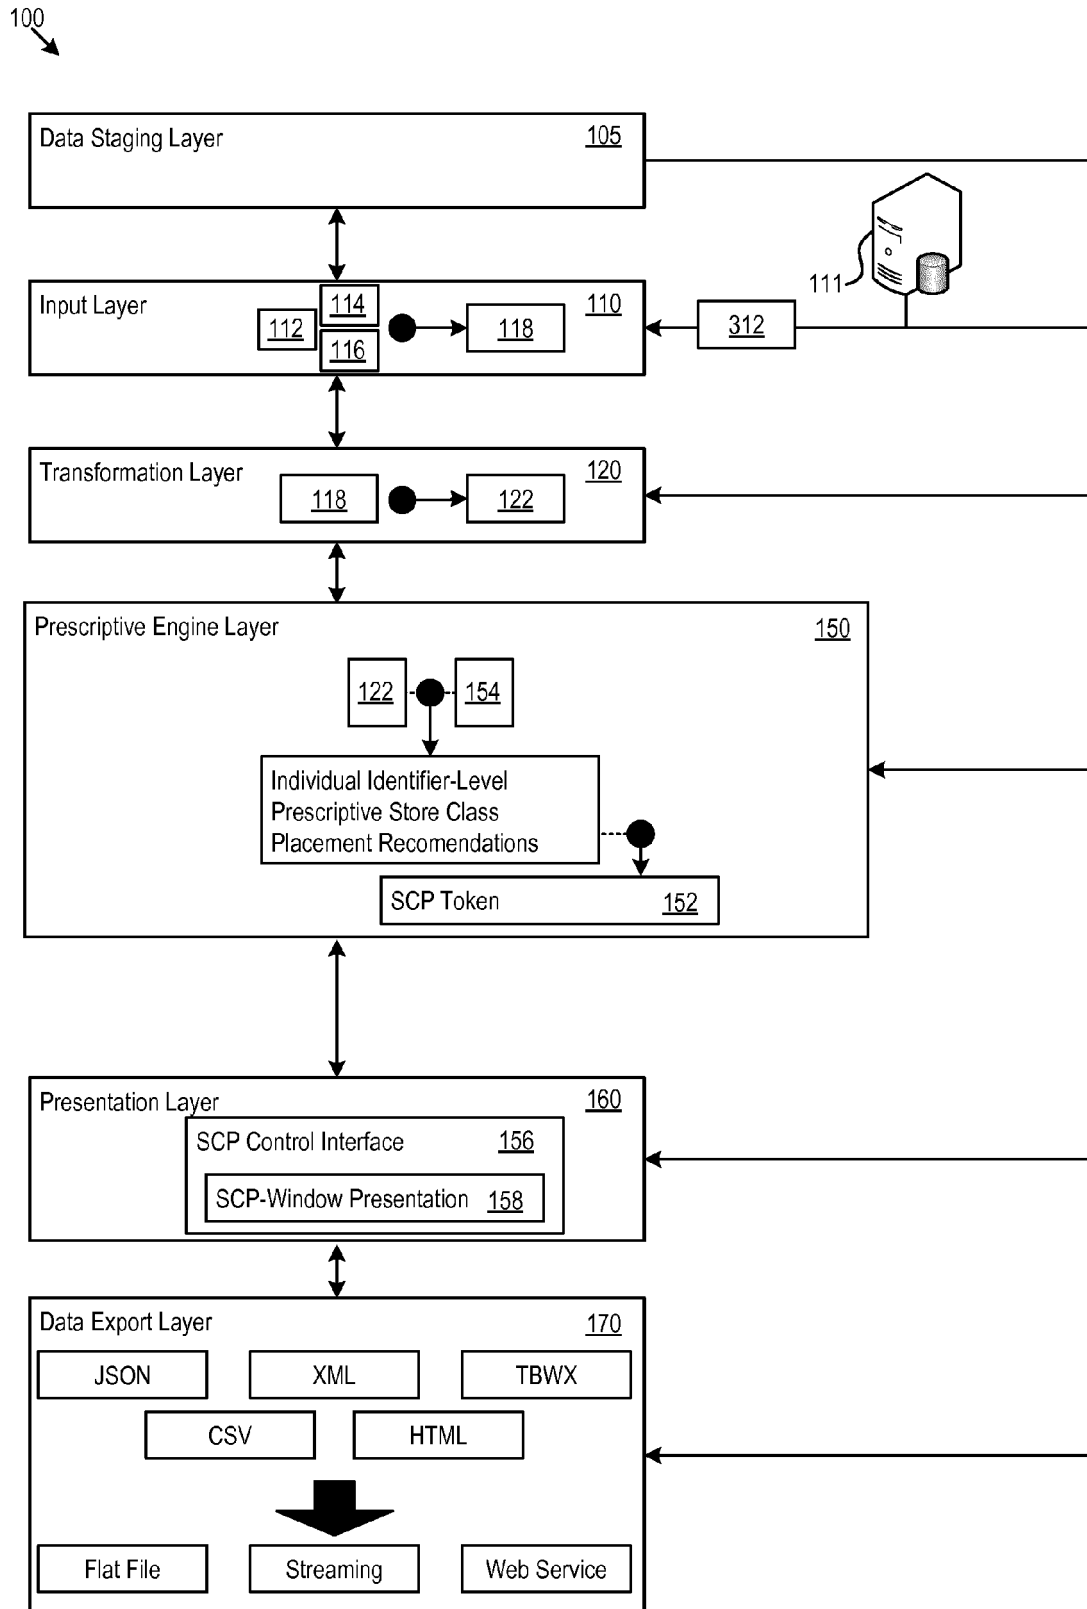 100
Data Staging Layer 105
111
Input Layer 110
114
112
116
118
312
Transformation Layer 120
118
122
Prescriptive Engine Layer 150
122
154
Individual Identifier-Level
Prescriptive Store Class
Placement Recomendations
SCP Token 152
Presentation Layer 160
SCP Control Interface 156
SCP-Window Presentation 158
Data Export Layer 170
JSON
XML
TBWX
CSV
HTML
Flat File
Streaming
Web Service